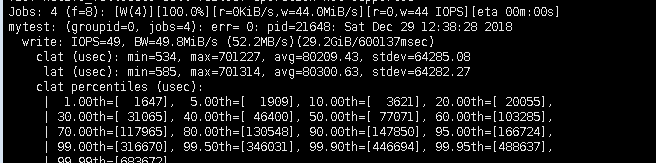 Jobs: 4 (f=8): [W(4)][100.0%][r=0KiB/s,w=44.0MiB/s][r=0,w=44 IOPS][eta 00m:00s]
mytest: (groupid=0, jobs=4): err= 0: pid=21648: Sat Dec 29 12:38:28 2018
write: IOPS=49, BW=49.8MiB/s (52.2MB/s)(29.2GiB/600137msec)
clat (usec): min=534, max=701227, avg=80209.43, stdev=64285.08
lat (usec): min=585, max=701314, avg=80300.63, stdev=64282.27
clat percentiles (usec):
| 1.00th=[ 1647], 5.00th=[ 1909], 10.00th=[ 3621], 20.00th=[ 20055],
| 30.00th=[ 31065], 40.00th=[ 46400], 50.00th=[ 77071], 60.00th=[103285],
| 70.00th=[117965], 80.00th=[130548], 90.00th=[147850], 95.00th=[166724],
| 99.00th=[316670], 99.50th=[346031], 99.90th=[446694], 99.95th=[488637],
| 99.99th=[683672]